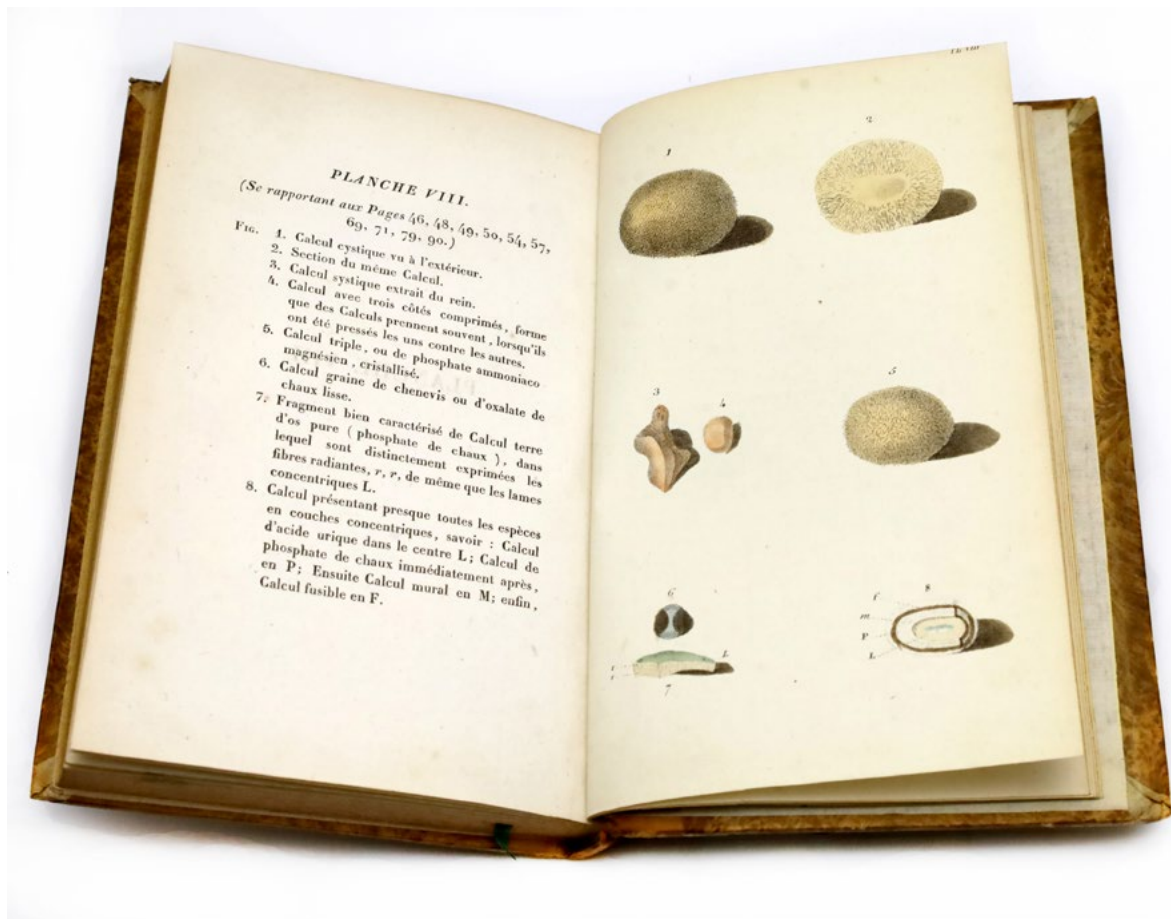 PLANCHE VIII.
(Se rapportant aux Pages 46, 48, 49, 50, 54, 57,
69, 71, 79, 90.)
FIG. 1. Calcul cystique vu à l'extérieur.
2. Section du même Calcul.
3. Calcul systique extrait du rein.
4. Calcul avec trois côtés comprimés, forme
que des Calculs prennent souvent, lorsqu'ils
ont été pressés les uns contre les autres.
5. Calcul triple, ou de phosphate ammoniaco
magnésien, cristallisé.
6. Calcul graine de chenevis ou d'oxalate de
chaux lisse.
7. Fragment bien caractérisé de Calcul terre
d'os pure (phosphate de chaux), dans
lequel sont distinctement exprimées les
fibres radiantes, r, r, de même que les lames
concentriques L.
8. Calcul présentant presque toutes les espèces
en couches concentriques, savoir : Calcul
d'acide urique dans le centre L; Calcul de
phosphate de chaux immédiatement après,
en P; Ensuite Calcul mural en M; enfin,
Calcul fusible en F.
1
2
3
4
5
6
f
8
m
P
L
L
7